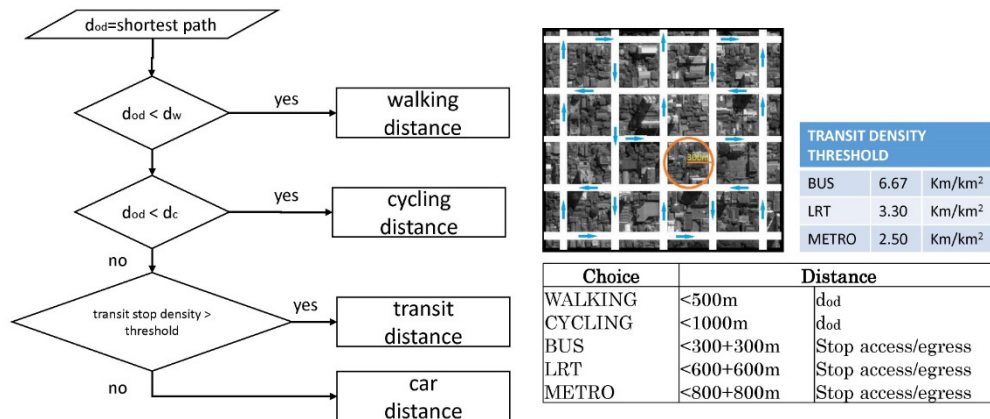 dod=shortest path
dod < dw
yes
walking
distance
dod < dc
yes
cycling
distance
no
transit stop density >
threshold
yes
transit
distance
no
car
distance
300m
TRANSIT DENSITY
THRESHOLD
BUS 6.67 Km/km²
LRT 3.30 Km/km²
METRO 2.50 Km/km²
Choice Distance
WALKING <500m dod
CYCLING <1000m dod
BUS <300+300m Stop access/egress
LRT <600+600m Stop access/egress
METRO <800+800m Stop access/egress